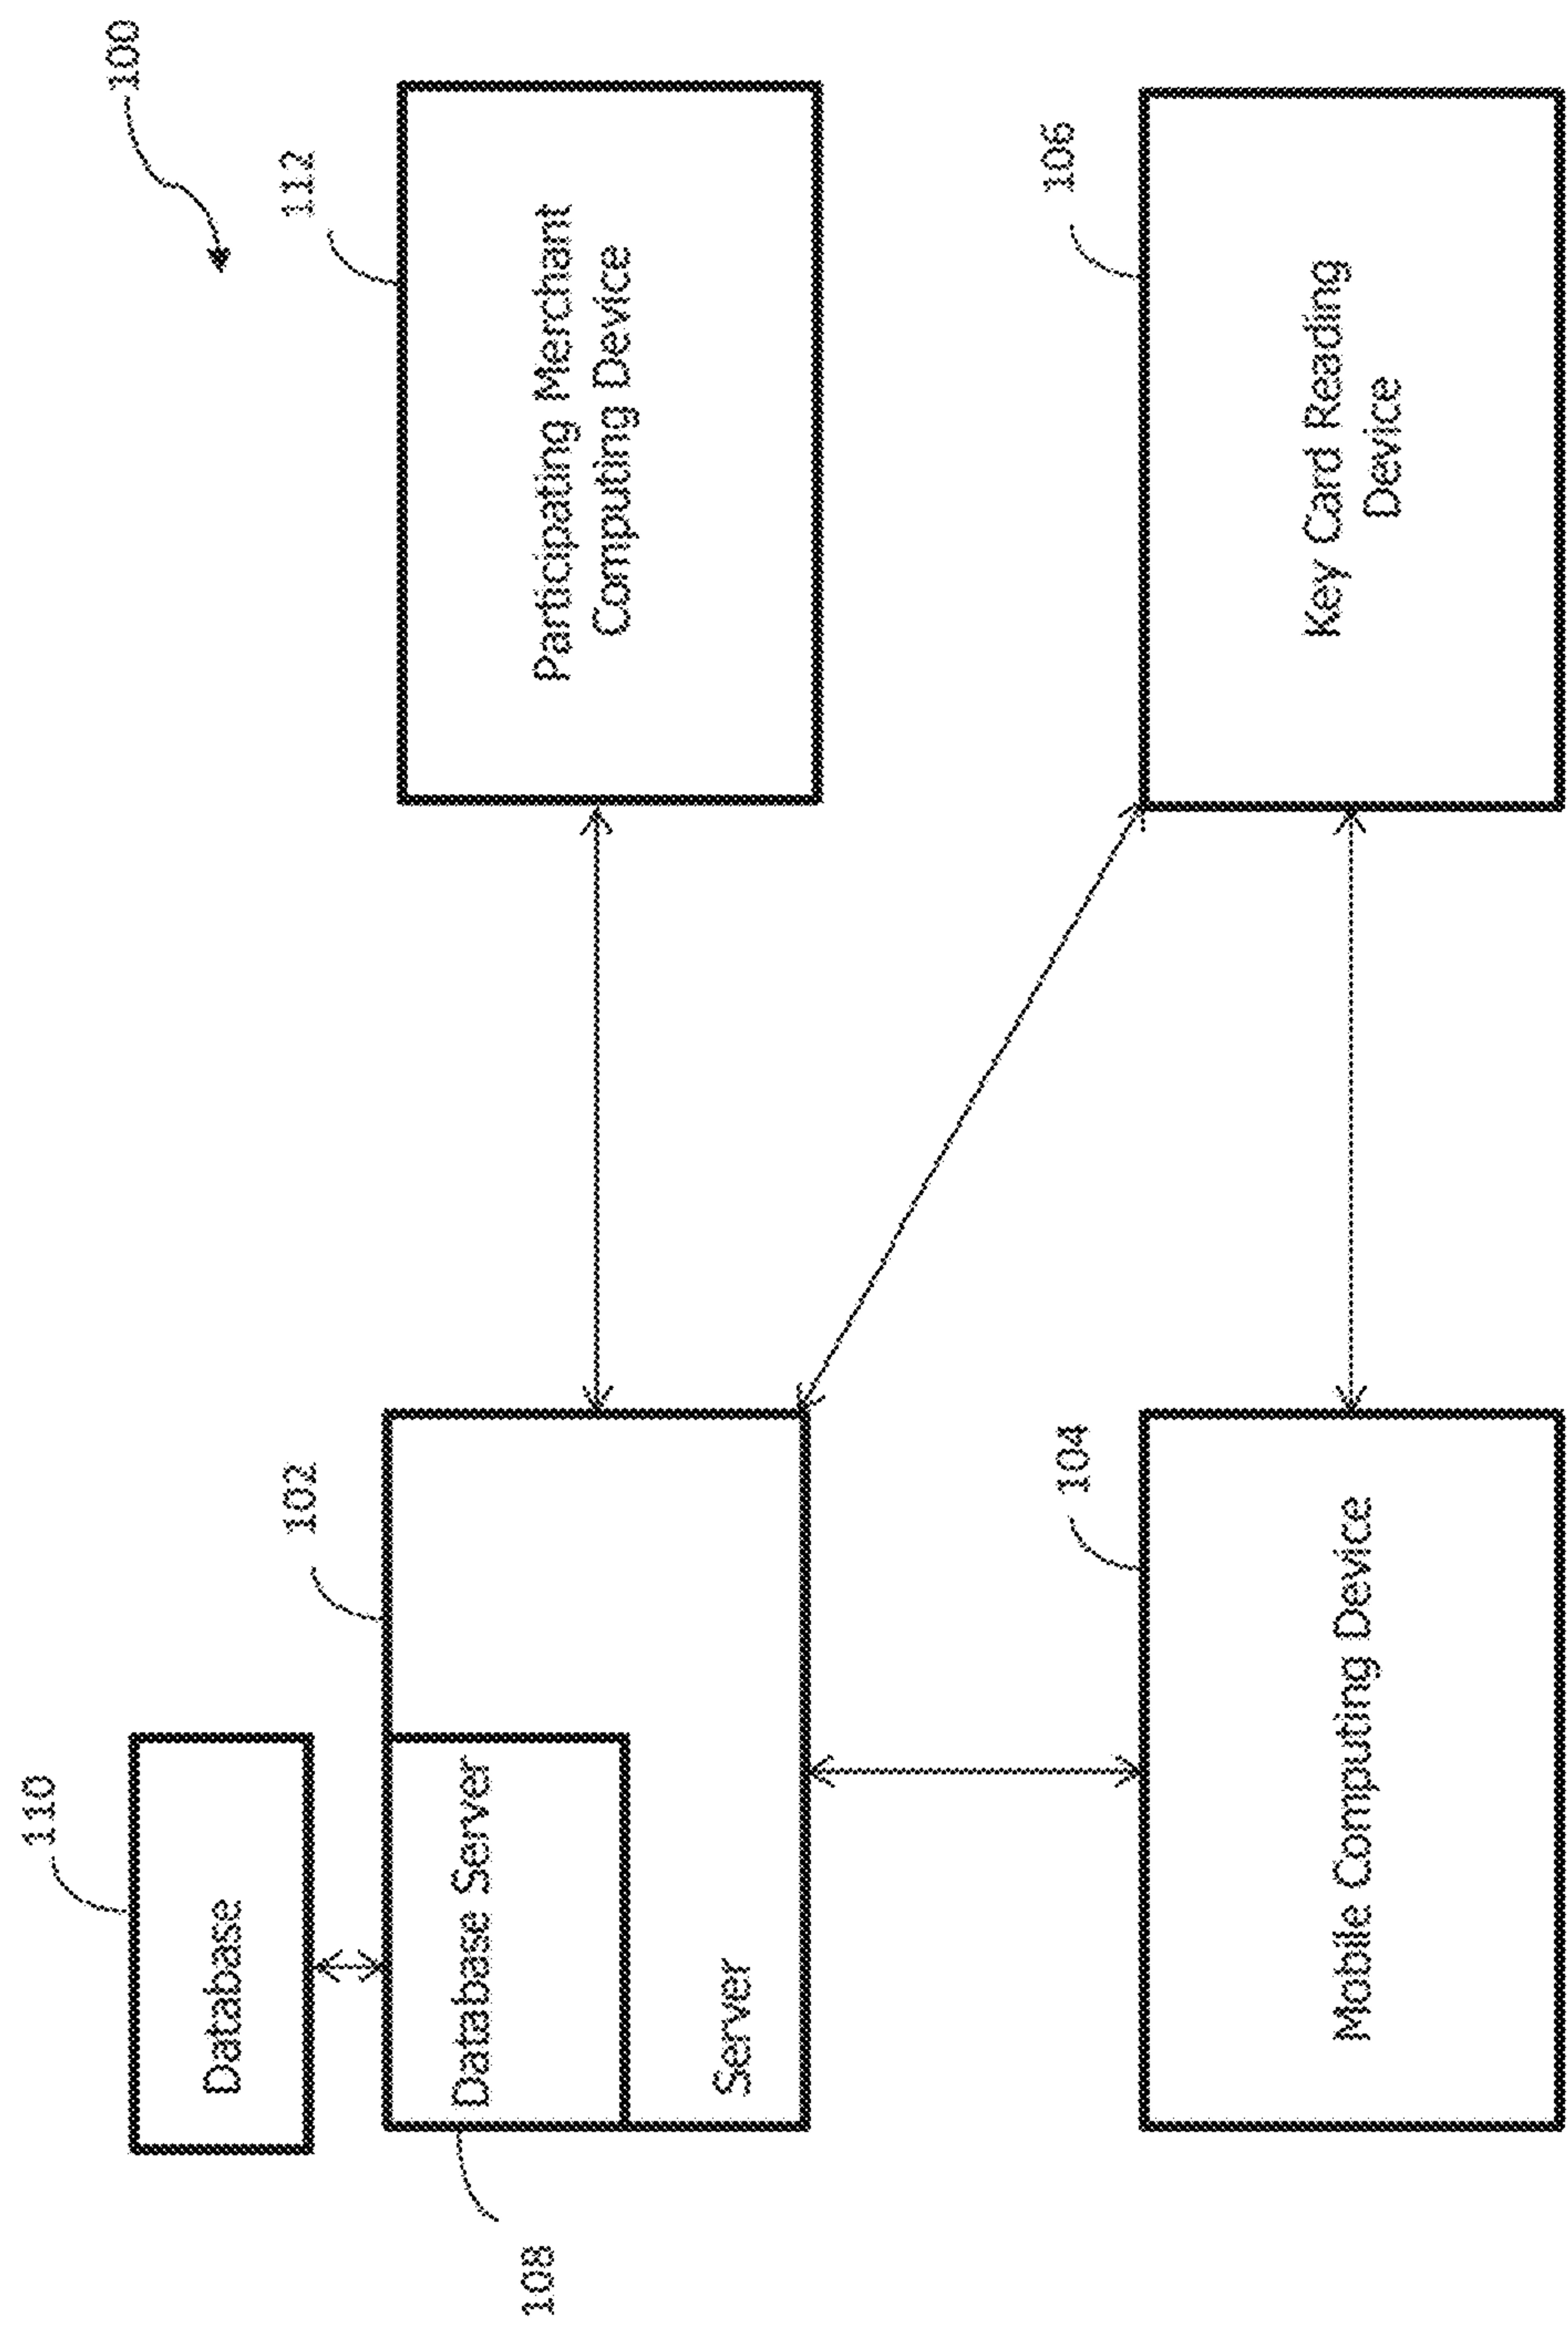 100
110
Database
102
112
108
Database Server
Server
Participating Merchant
Computing Device
104
106
Mobile Computing Device
Key Card Reading
Device